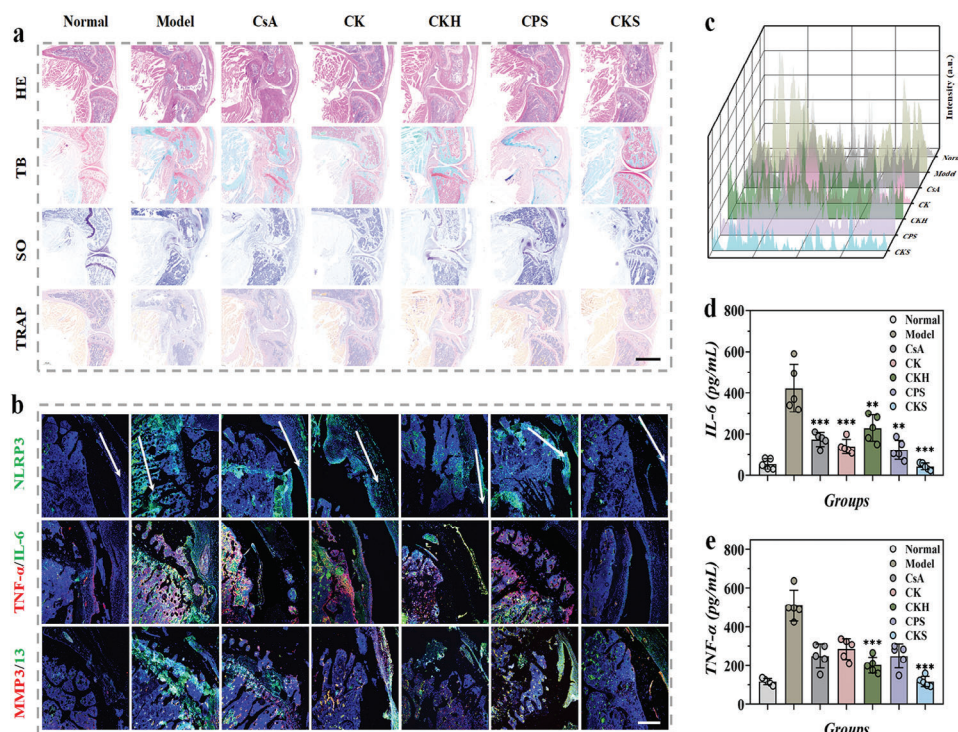 a
Normal Model CsA CK CKH CPS CKS
HE
TB
SO
TRAP
b
NLRP3
TNF-α/IL-6
MMP3/13
c
Intensity (a.u.)
Model
CsA
CK
CKH
CPS
CKS
d
IL-6 (pg/mL)
800
600
400
200
0
Normal
Model
CsA
CK
CKH
CPS
CKS
*** *** ** ** ***
Groups
e
TNF-α (pg/mL)
800
600
400
200
0
Normal
Model
CsA
CK
CKH
CPS
CKS
*** ***
Groups